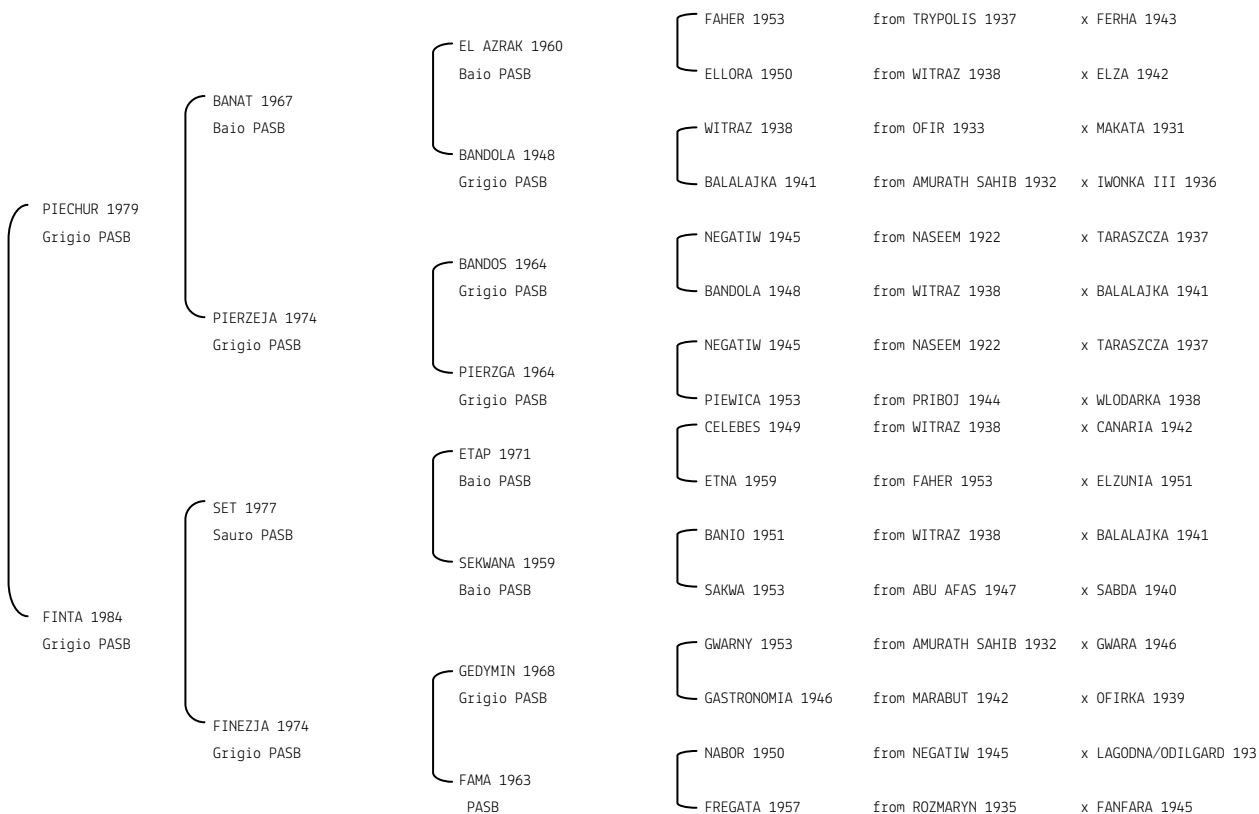 FAHER 1953 from TRYPOLIS 1937 x FERHA 1943
EL AZRAK 1960
Baio PASB
ELLORA 1950 from WITRAZ 1938 x ELZA 1942
BANAT 1967
Baio PASB
WITRAZ 1938 from OFIR 1933 x MAKATA 1931
BANDOLA 1948
Grigio PASB
BALALAJKA 1941 from AMURATH SAHIB 1932 x IWONKA III 1936
PIECHUR 1979
Grigio PASB
NEGATIW 1945 from NASEEM 1922 x TARASZCZA 1937
BANDOS 1964
Grigio PASB
BANDOLA 1948 from WITRAZ 1938 x BALALAJKA 1941
PIERZEJA 1974
Grigio PASB
NEGATIW 1945 from NASEEM 1922 x TARASZCZA 1937
PIERZGA 1964
Grigio PASB
PIEWICA 1953 from PRIBOJ 1944 x WLODARKA 1938
CELEBES 1949 from WITRAZ 1938 x CANARIA 1942
ETAP 1971
Baio PASB
ETNA 1959 from FAHER 1953 x ELZUNIA 1951
SET 1977
Sauro PASB
BANIO 1951 from WITRAZ 1938 x BALALAJKA 1941
SEKWANA 1959
Baio PASB
SAKWA 1953 from ABU AFAS 1947 x SABDA 1940
FINTA 1984
Grigio PASB
GWARNY 1953 from AMURATH SAHIB 1932 x GWARA 1946
GEDYMIN 1968
Grigio PASB
GASTRONOMIA 1946 from MARABUT 1942 x OFIRKA 1939
FINEZJA 1974
Grigio PASB
NABOR 1950 from NEGATIW 1945 x LAGODNA/ODILGARD 193
FAMA 1963
PASB
FREGATA 1957 from ROZMARYN 1935 x FANFARA 1945